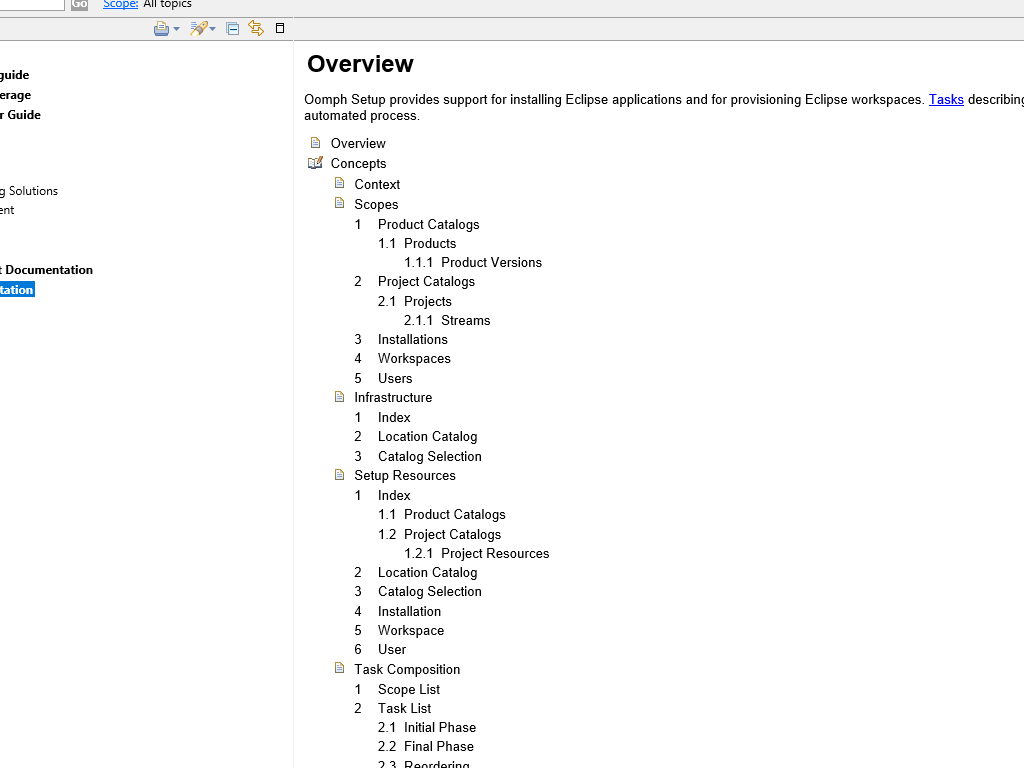 Go Scope: All topics
guide
erage
r Guide
g Solutions
ent
t Documentation
tation
Overview
Oomph Setup provides support for installing Eclipse applications and for provisioning Eclipse workspaces. Tasks describing
automated process.
Overview
Concepts
Context
Scopes
1 Product Catalogs
1.1 Products
1.1.1 Product Versions
2 Project Catalogs
2.1 Projects
2.1.1 Streams
3 Installations
4 Workspaces
5 Users
Infrastructure
1 Index
2 Location Catalog
3 Catalog Selection
Setup Resources
1 Index
1.1 Product Catalogs
1.2 Project Catalogs
1.2.1 Project Resources
2 Location Catalog
3 Catalog Selection
4 Installation
5 Workspace
6 User
Task Composition
1 Scope List
2 Task List
2.1 Initial Phase
2.2 Final Phase
2.3 Reordering